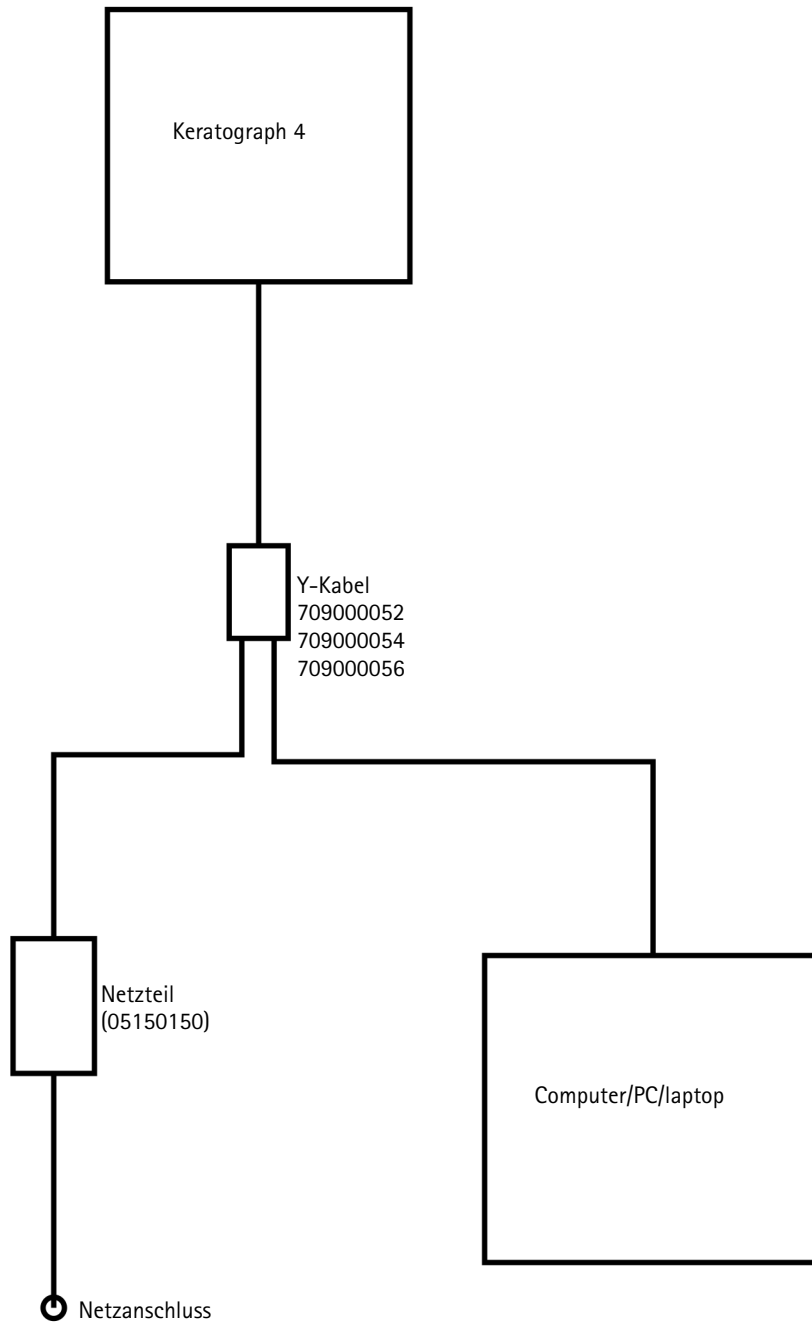 Keratograph 4
Y-Kabel
709000052
709000054
709000056
Netzteil
(05150150)
Computer/PC/laptop
Netzanschluss